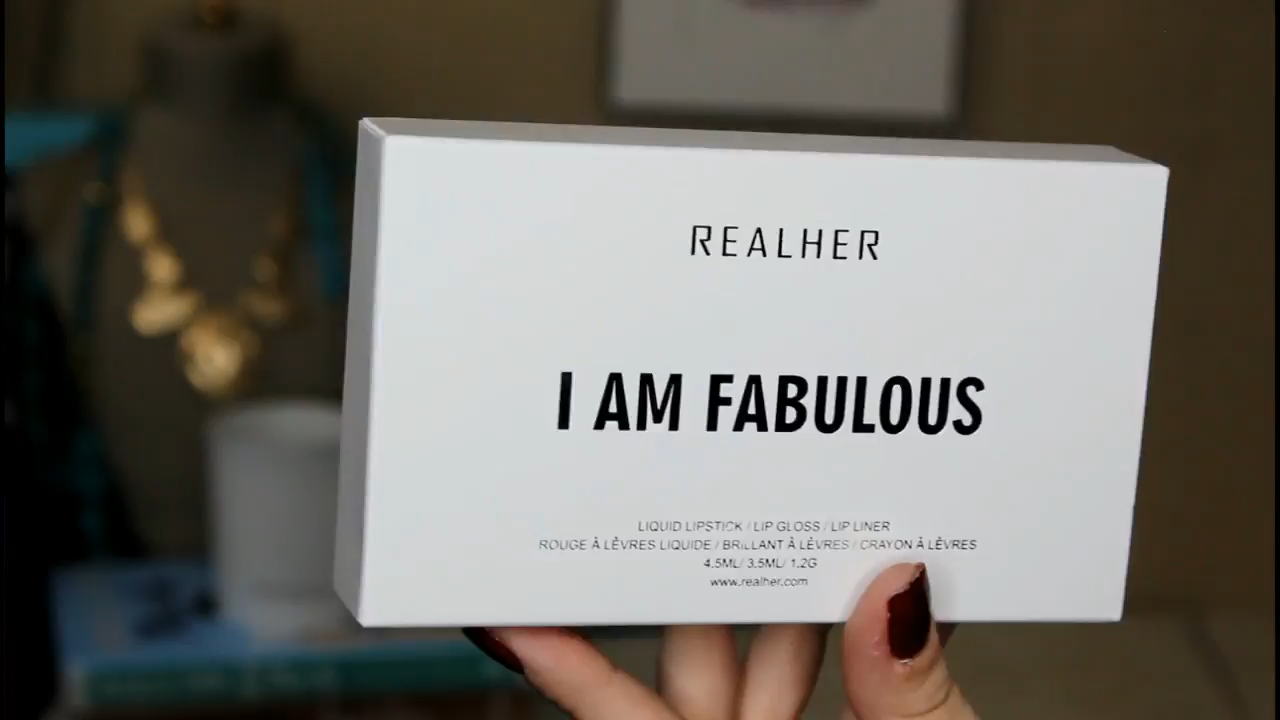 REALHER
I AM FABULOUS
LIQUID LIPSTICK / LIP GLOSS / LIP LINER
ROUGE À LÈVRES LIQUIDE / BRILLANT À LÈVRES / CRAYON À LÈVRES
4.5ML/ 3.5ML/ 1.2G
www.realher.com